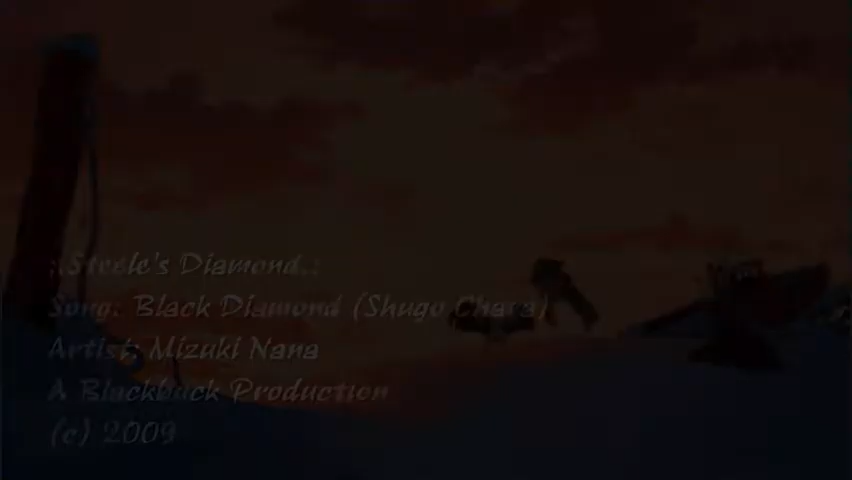 ;;Steele's Diamond.;
Song: Black Diamond (Shugo Chara)
Artist: Mizuki Nana
A Blackbuck Production
(c) 2009